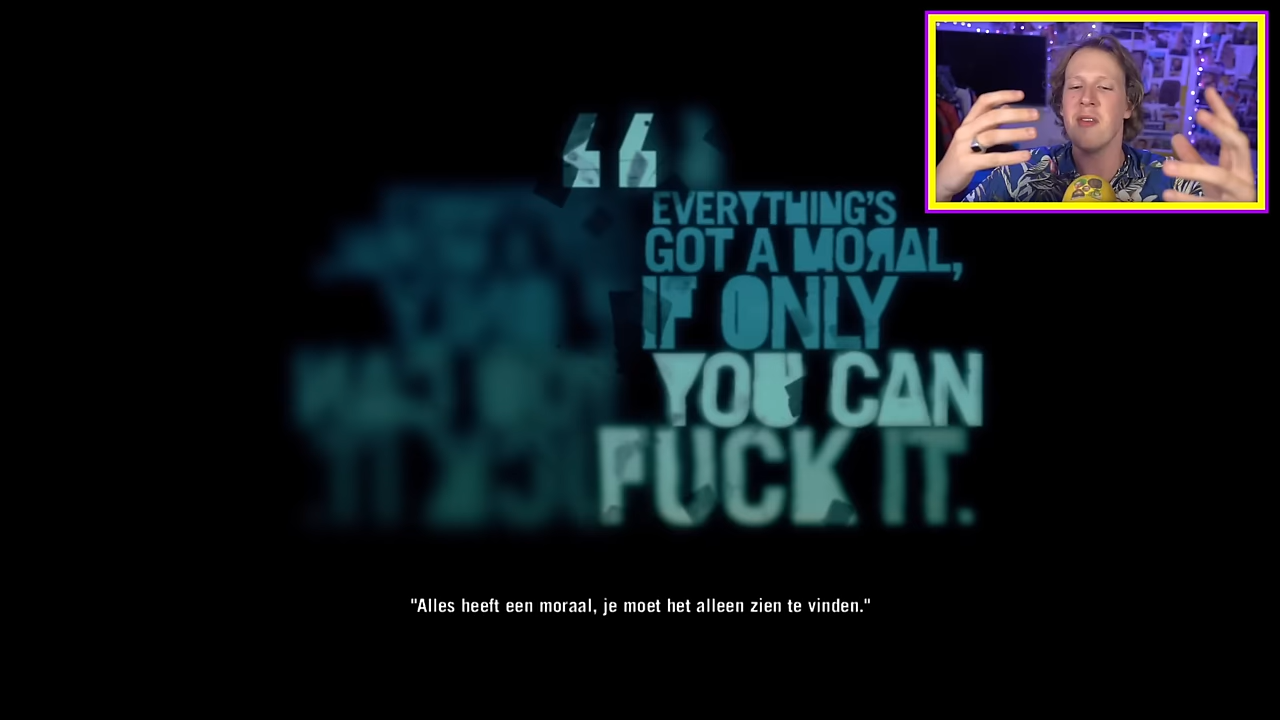 “
EVERYTHING'S
GOT A MOЯAL,
IF ONLY
YOU CAN
FUCK IT.
"Alles heeft een moraal, je moet het alleen zien te vinden."